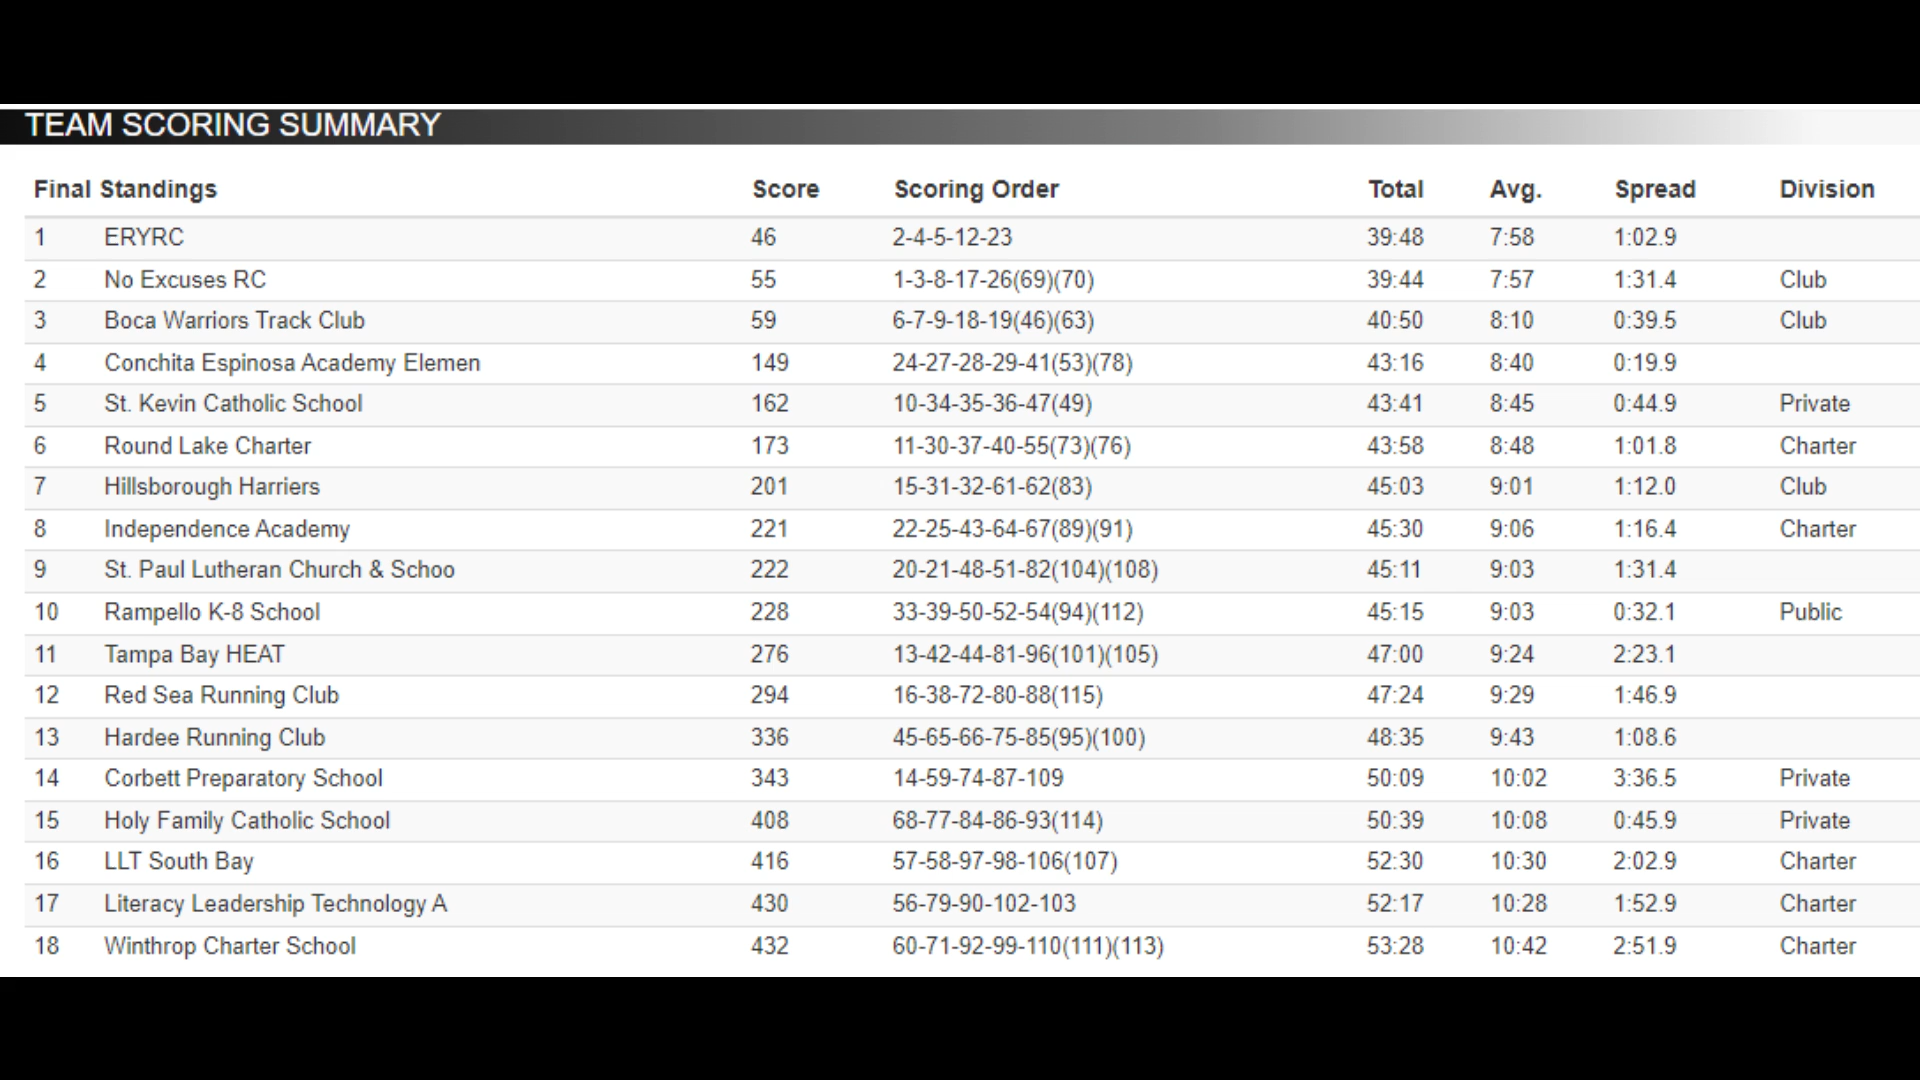 TEAM SCORING SUMMARY
Final Standings Score Scoring Order Total Avg. Spread Division
1 ERYRC 46 2-4-5-12-23 39:48 7:58 1:02.9
2 No Excuses RC 55 1-3-8-17-26(69)(70) 39:44 7:57 1:31.4 Club
3 Boca Warriors Track Club 59 6-7-9-18-19(46)(63) 40:50 8:10 0:39.5 Club
4 Conchita Espinosa Academy Elemen 149 24-27-28-29-41(53)(78) 43:16 8:40 0:19.9
5 St. Kevin Catholic School 162 10-34-35-36-47(49) 43:41 8:45 0:44.9 Private
6 Round Lake Charter 173 11-30-37-40-55(73)(76) 43:58 8:48 1:01.8 Charter
7 Hillsborough Harriers 201 15-31-32-61-62(83) 45:03 9:01 1:12.0 Club
8 Independence Academy 221 22-25-43-64-67(89)(91) 45:30 9:06 1:16.4 Charter
9 St. Paul Lutheran Church & Schoo 222 20-21-48-51-82(104)(108) 45:11 9:03 1:31.4
10 Rampello K-8 School 228 33-39-50-52-54(94)(112) 45:15 9:03 0:32.1 Public
11 Tampa Bay HEAT 276 13-42-44-81-96(101)(105) 47:00 9:24 2:23.1
12 Red Sea Running Club 294 16-38-72-80-88(115) 47:24 9:29 1:46.9
13 Hardee Running Club 336 45-65-66-75-85(95)(100) 48:35 9:43 1:08.6
14 Corbett Preparatory School 343 14-59-74-87-109 50:09 10:02 3:36.5 Private
15 Holy Family Catholic School 408 68-77-84-86-93(114) 50:39 10:08 0:45.9 Private
16 LLT South Bay 416 57-58-97-98-106(107) 52:30 10:30 2:02.9 Charter
17 Literacy Leadership Technology A 430 56-79-90-102-103 52:17 10:28 1:52.9 Charter
18 Winthrop Charter School 432 60-71-92-99-110(111)(113) 53:28 10:42 2:51.9 Charter